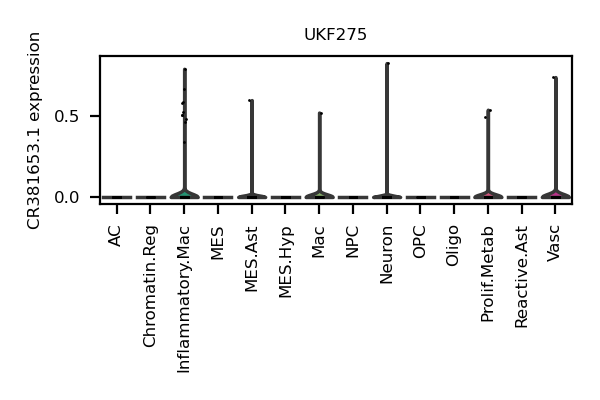 UKF275
CR381653.1 expression
0.5
0.0
AC
Chromatin.Reg
Inflammatory.Mac
MES
MES.Ast
MES.Hyp
Mac
NPC
Neuron
OPC
Oligo
Prolif.Metab
Reactive.Ast
Vasc